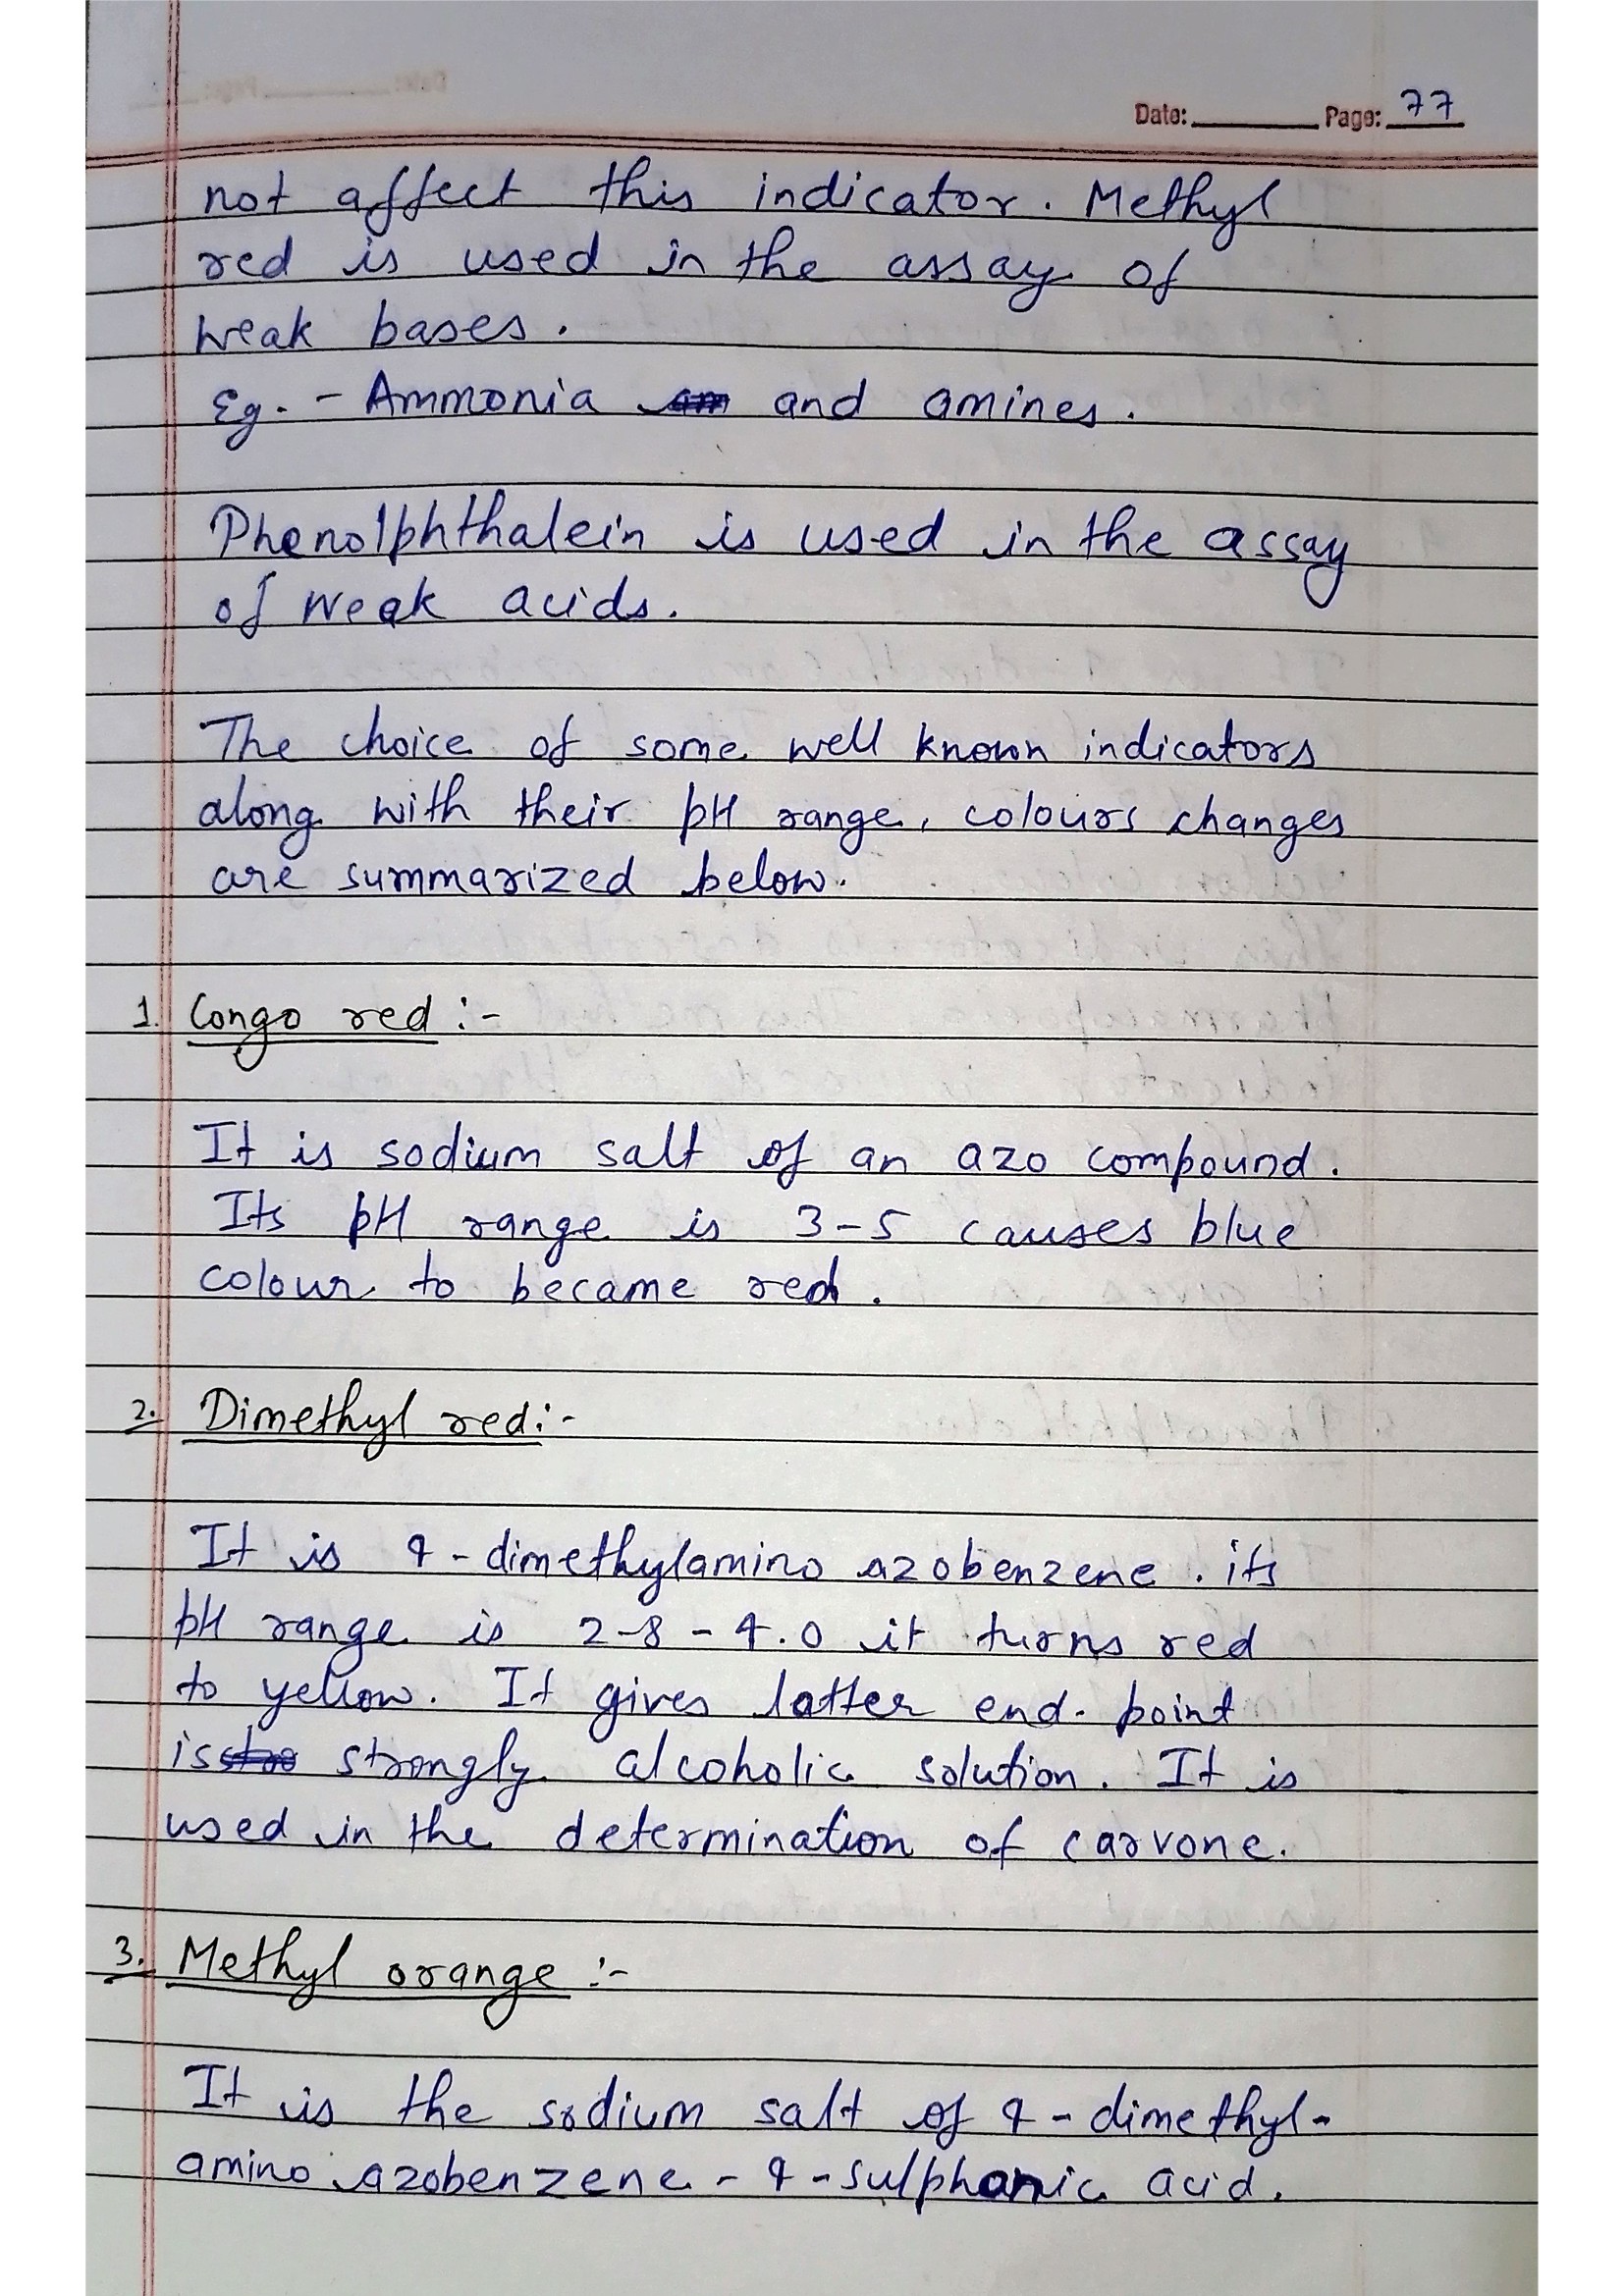 Date: Page: 77
not affect this indicator. Methyl
red is used in the assay of
weak bases.
Eg. - Ammonia and amines.
Phenolphthalein is used in the assay
of weak acids.
The choice of some well known indicators
along with their pH range, colours changes
are summarized below.
1. Congo red :-
It is sodium salt of an azo compound.
Its pH range is 3-5 causes blue
colour to became red.
2. Dimethyl red :-
It is 4-dimethylamino azobenzene. its
pH range is 2-8 - 4.0 it turns red
to yellow. It gives latter end-point
is strongly alcoholic solution. It is
used in the determination of carvone.
3. Methyl orange :-
It is the sodium salt of 4-dimethyl-
amino azobenzene - 4-sulphonic acid.